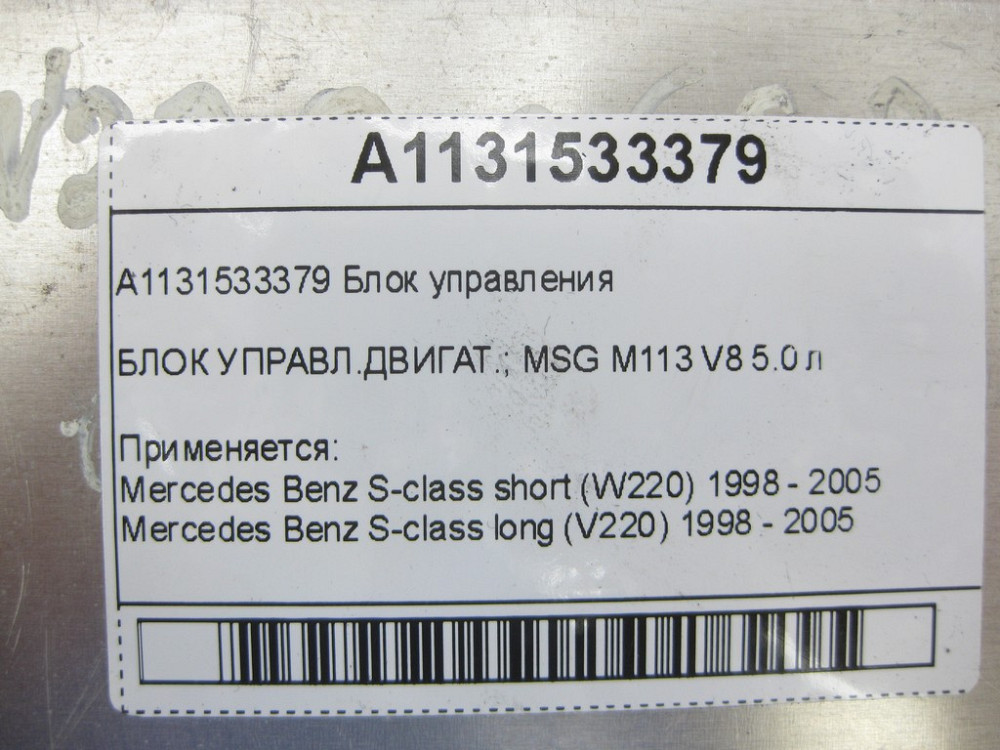 A1131533379
A1131533379 Блок управления
БЛОК УПРАВЛ.ДВИГАТ.; MSG M113 V8 5.0 л
Применяется:
Mercedes Benz S-class short (W220) 1998 - 2005
Mercedes Benz S-class long (V220) 1998 - 2005